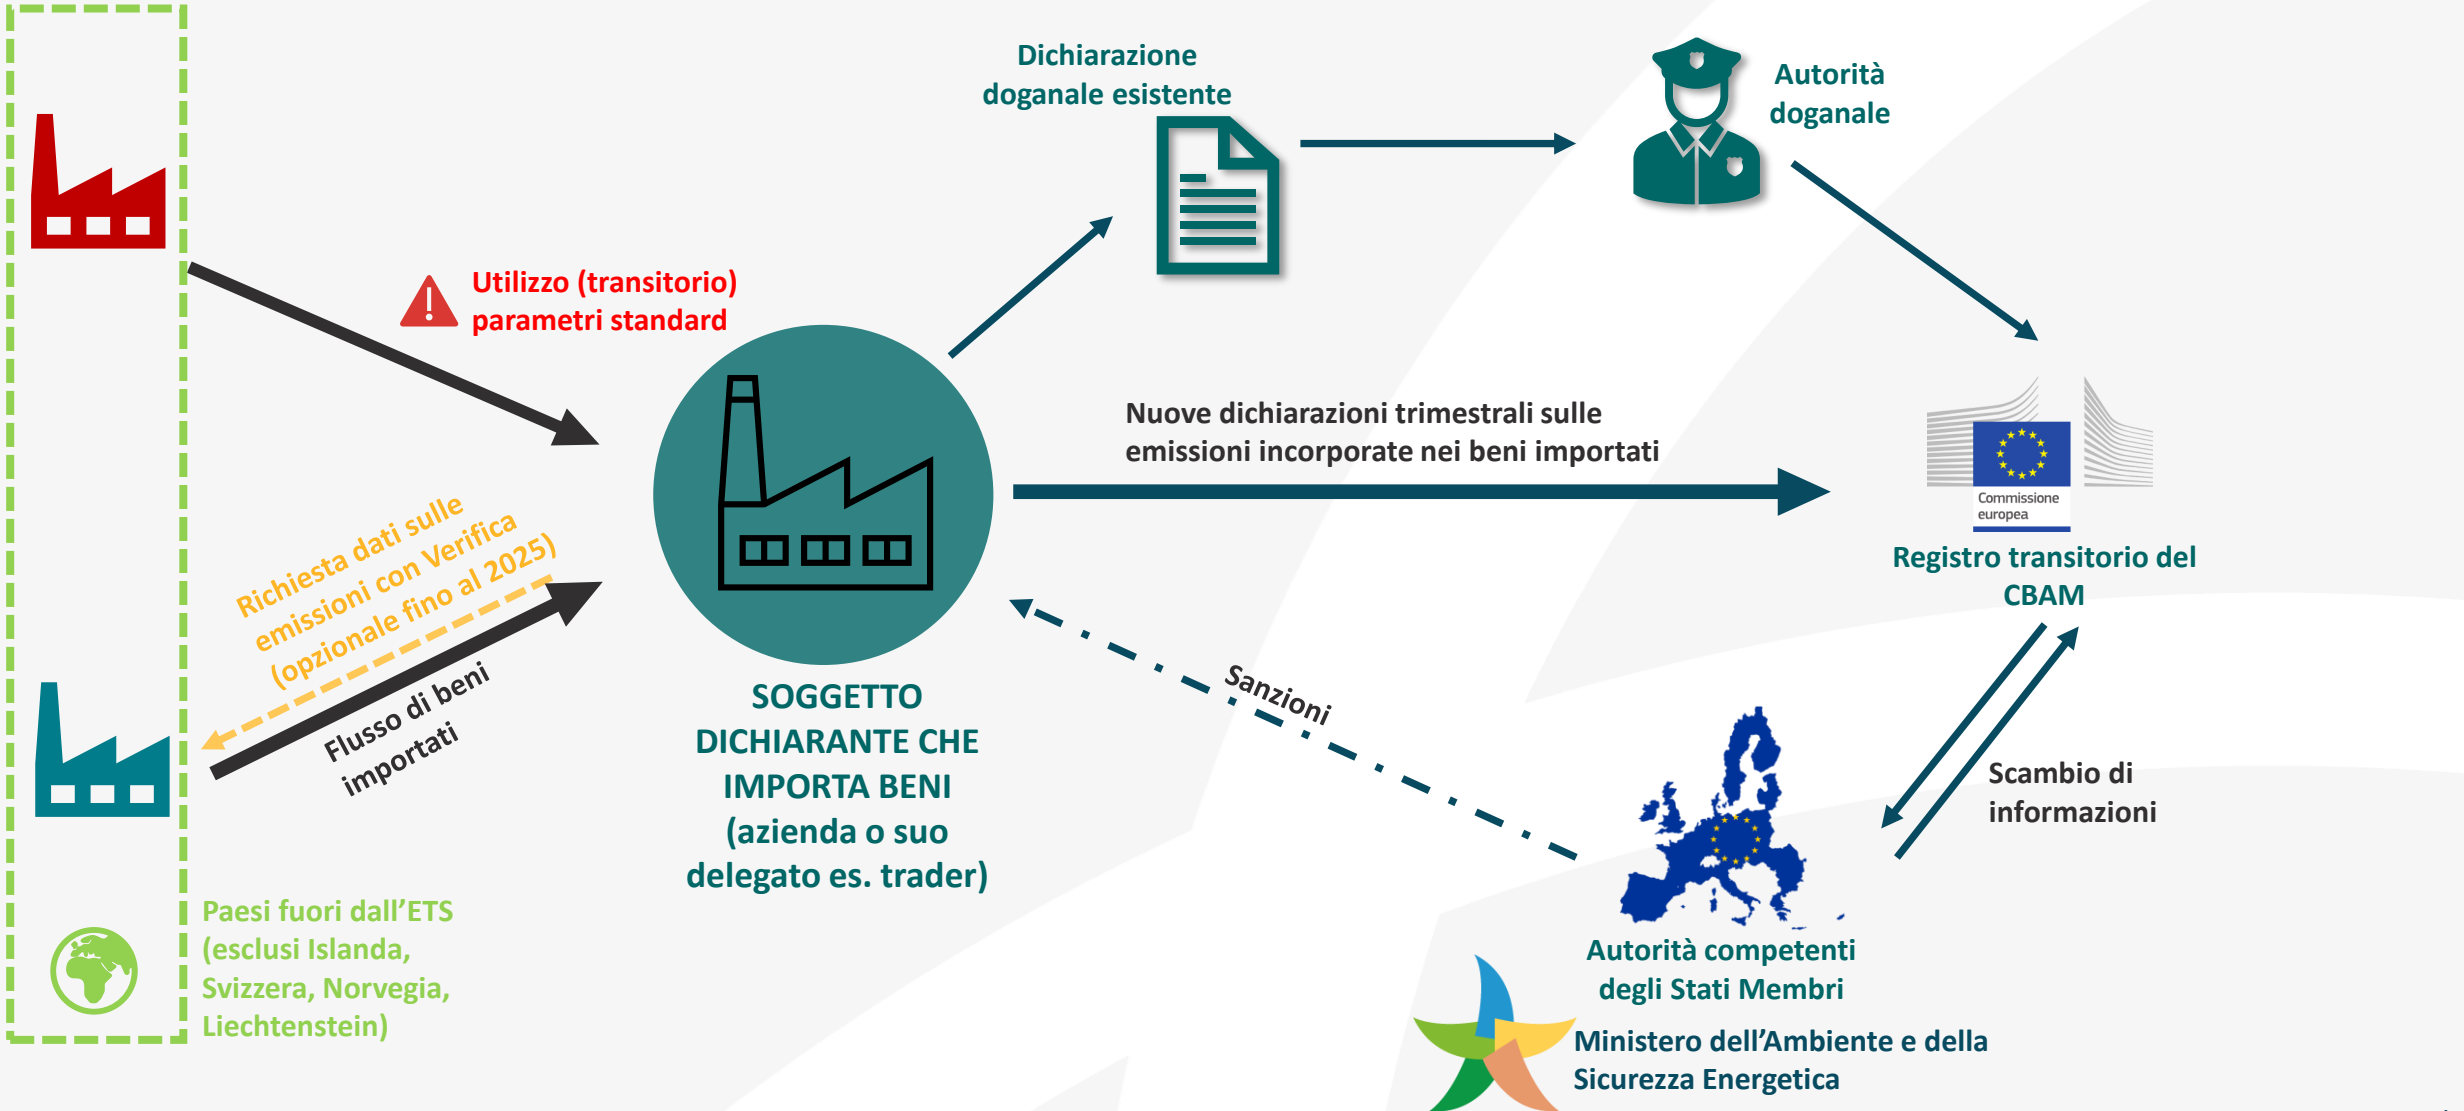 Dichiarazione
doganale esistente
Autorità
doganale
Utilizzo (transitorio)
parametri standard
Nuove dichiarazioni trimestrali sulle
emissioni incorporate nei beni importati
Commissione
europea
Registro transitorio del
CBAM
Richiesta dati sulle
emissioni con Verifica
(opzionale fino al 2025)
Flusso di beni
importati
SOGGETTO
DICHIARANTE CHE
IMPORTA BENI
(azienda o suo
delegato es. trader)
Sanzioni
Scambio di
informazioni
Paesi fuori dall’ETS
(esclusi Islanda,
Svizzera, Norvegia,
Liechtenstein)
Autorità competenti
degli Stati Membri
Ministero dell’Ambiente e della
Sicurezza Energetica